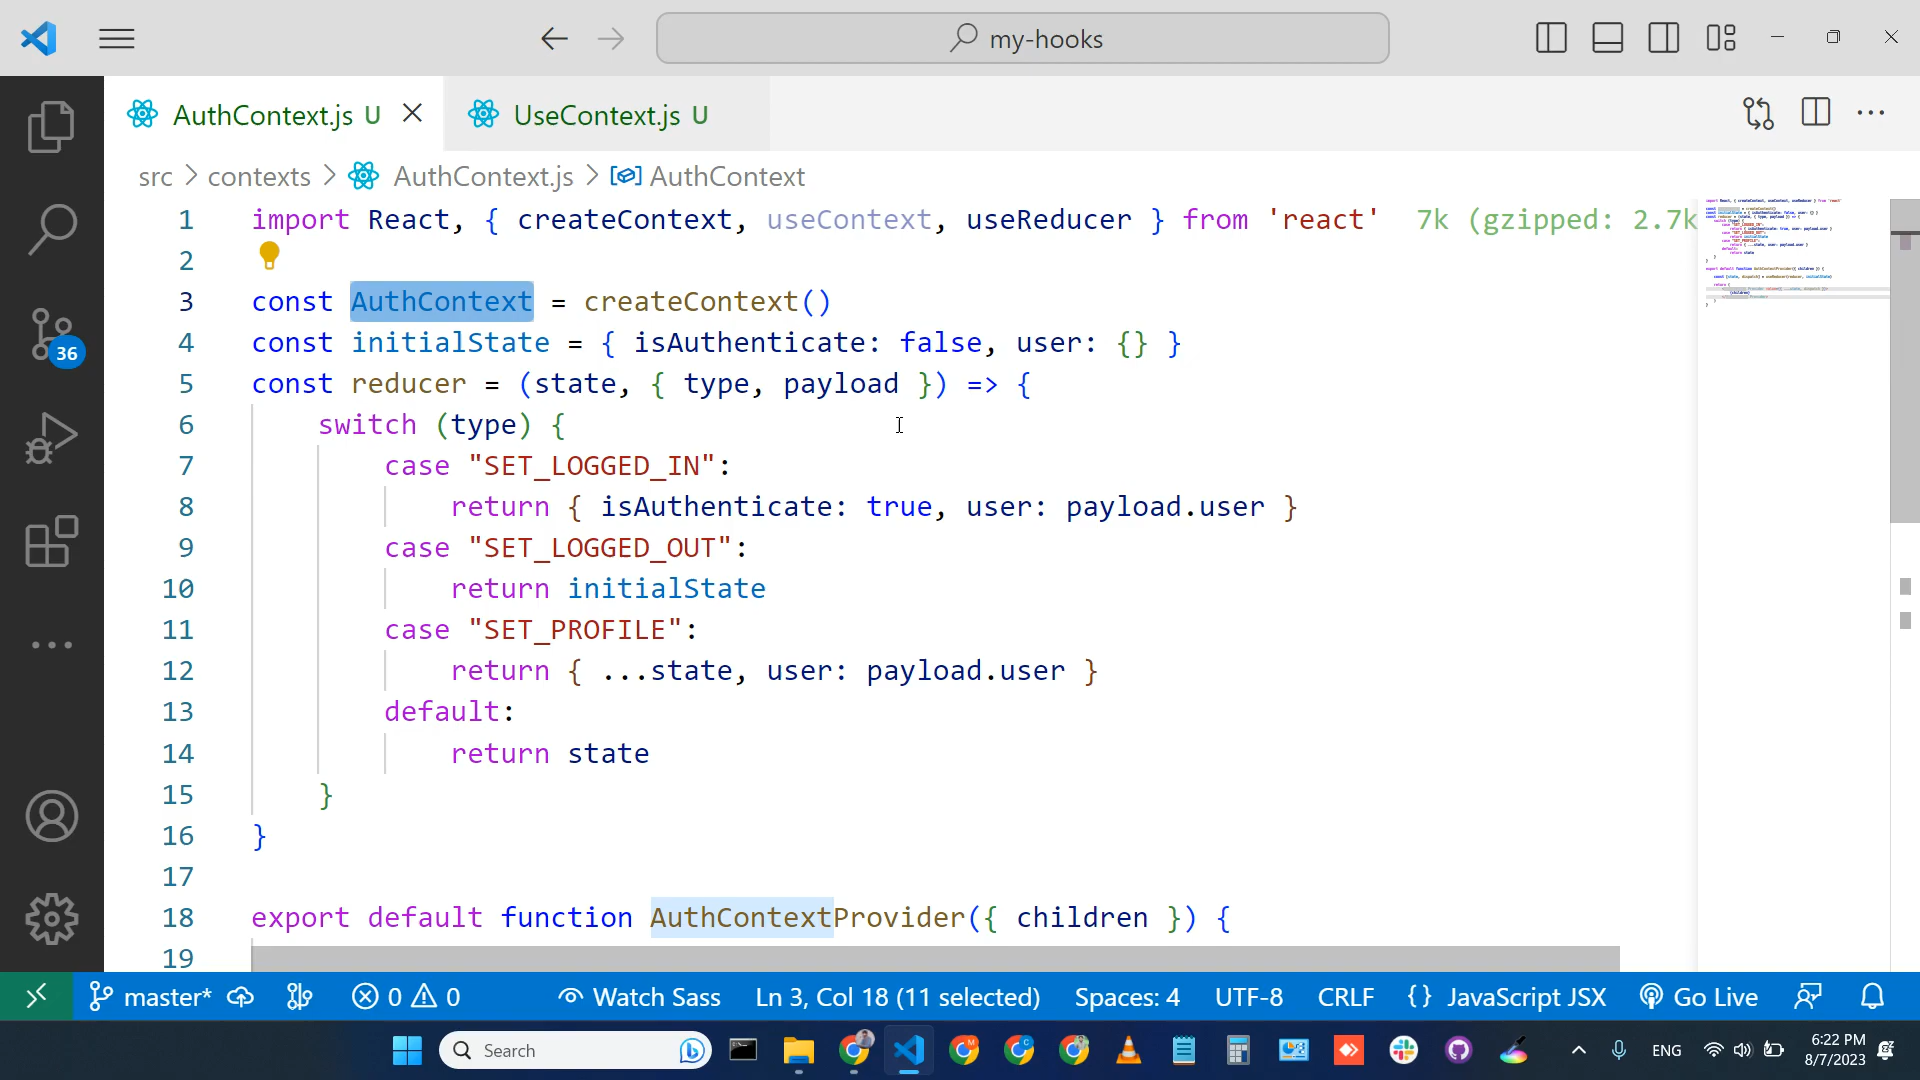 my-hooks
AuthContext.js U
UseContext.js U
src > contexts > AuthContext.js > AuthContext
1 import React, { createContext, useContext, useReducer } from 'react' 7k (gzipped: 2.7k
2
3 const AuthContext = createContext()
4 const initialState = { isAuthenticate: false, user: {} }
5 const reducer = (state, { type, payload }) => {
6 switch (type) {
7 case "SET_LOGGED_IN":
8 return { isAuthenticate: true, user: payload.user }
9 case "SET_LOGGED_OUT":
10 return initialState
11 case "SET_PROFILE":
12 return { ...state, user: payload.user }
13 default:
14 return state
15 }
16 }
17
18 export default function AuthContextProvider({ children }) {
19
36
master* 0 0 Watch Sass Ln 3, Col 18 (11 selected) Spaces: 4 UTF-8 CRLF {} JavaScript JSX Go Live
Search
ENG
6:22 PM
8/7/2023